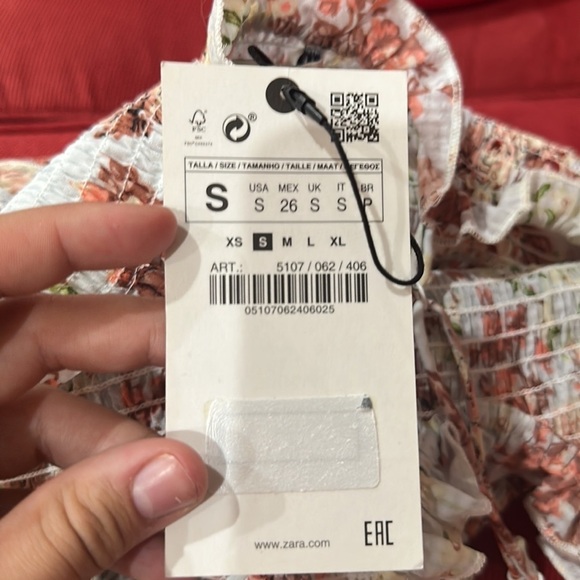 FSC
®
TALLA / SIZE / TAMANHO / TAILLE / MAAT / ΜΕΓΕΘΟΣ
S
USA MEX UK IT BR
S 26 S S P
XS S M L XL
ART.: 5107 / 062 / 406
05107062406025
www.zara.com
EAC